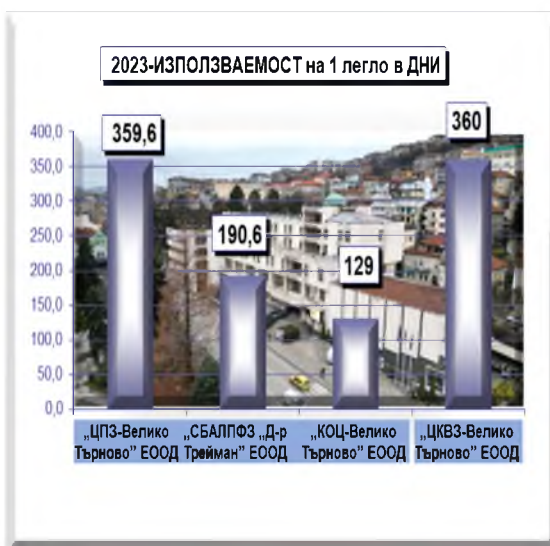 2023-ИЗПОЛЗВАЕМОСТ на 1 легло в ДНИ
400,0
350,0
300,0
250,0
200,0
150,0
100,0
50,0
0,0
359,6
190,6
129
360
„ЦПЗ-Велико
Търново” ЕООД
„СБАЛПФЗ „Д-р
Трейман” ЕООД
„КОЦ-Велико
Търново” ЕООД
„ЦКВЗ-Велико
Търново” ЕООД